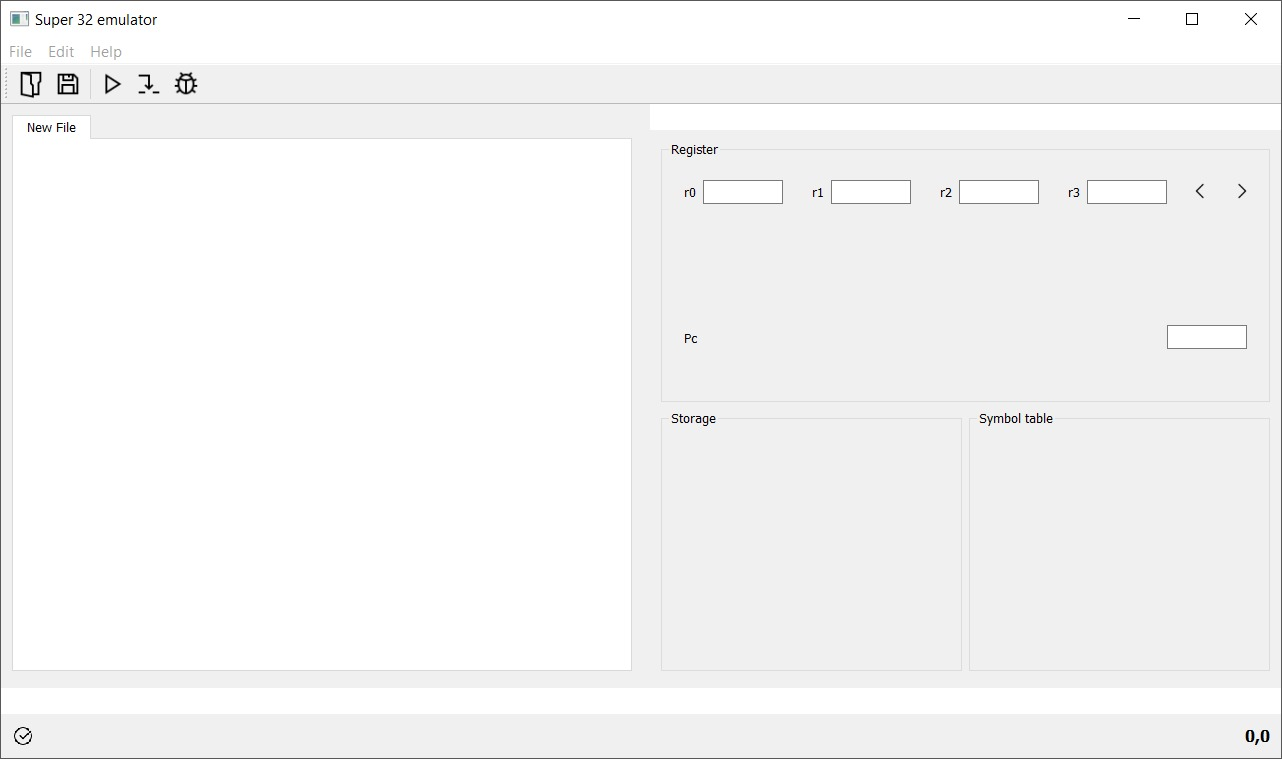 Super 32 emulator
File Edit Help
New File
Register
r0 r1 r2 r3
Pc
Storage Symbol table
0,0